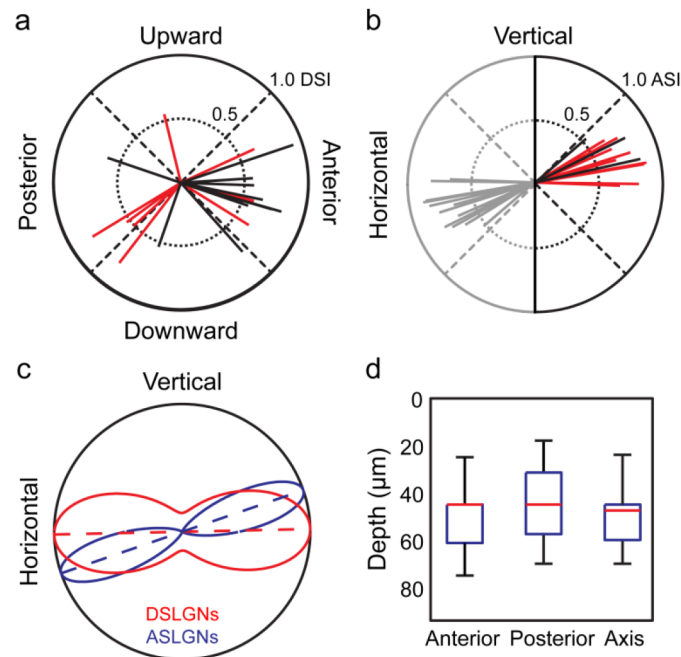 a
Upward
1.0 DSI
0.5
Posterior
Anterior
Downward
b
Vertical
1.0 ASI
0.5
Horizontal
c
Vertical
Horizontal
DSLGNs
ASLGNs
d
0
20
40
60
80
Depth (μm)
Anterior Posterior Axis